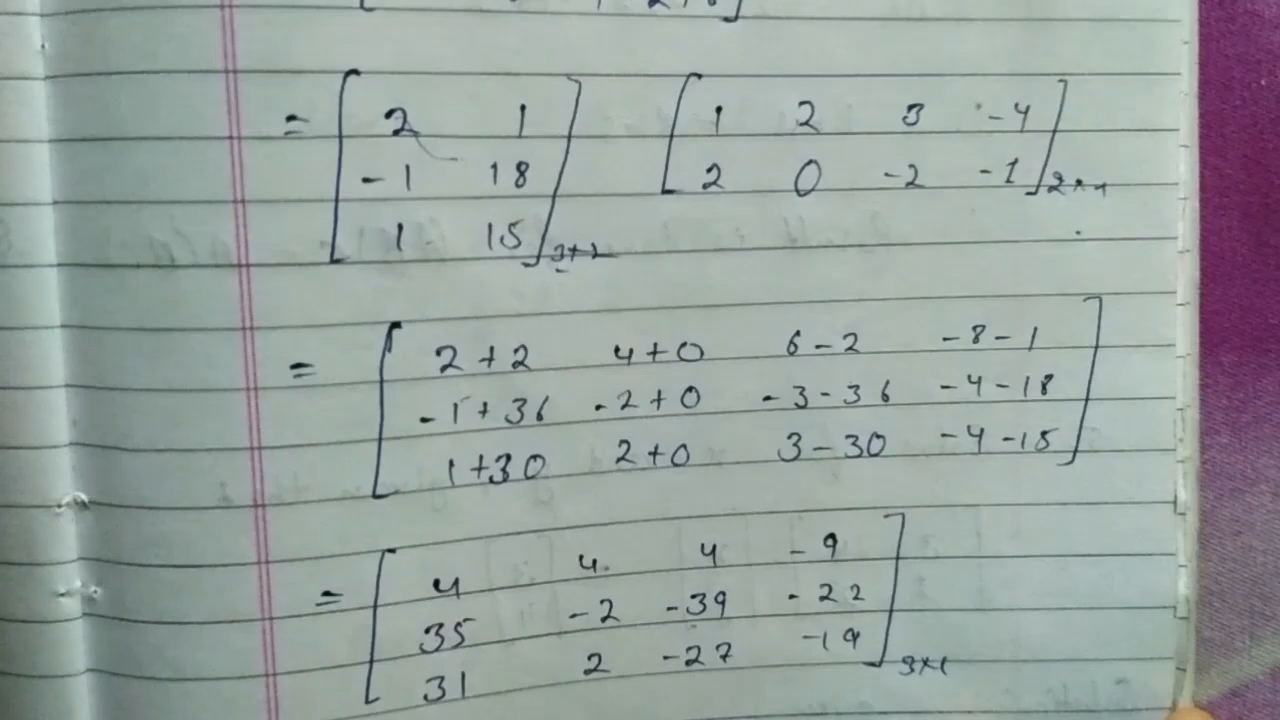 = [ 2 1 ] [ 1 2 3 -4 ]
-1 18 2 0 -2 -1 2×4
1 15 3×2
= [ 2+2 4+0 6-2 -8-1 ]
-1+36 -2+0 -3-36 -4-18
1+30 2+0 3-30 -4-15
= [ 4 4 4 -9 ]
35 -2 -39 -22
31 2 -27 -19 3×4